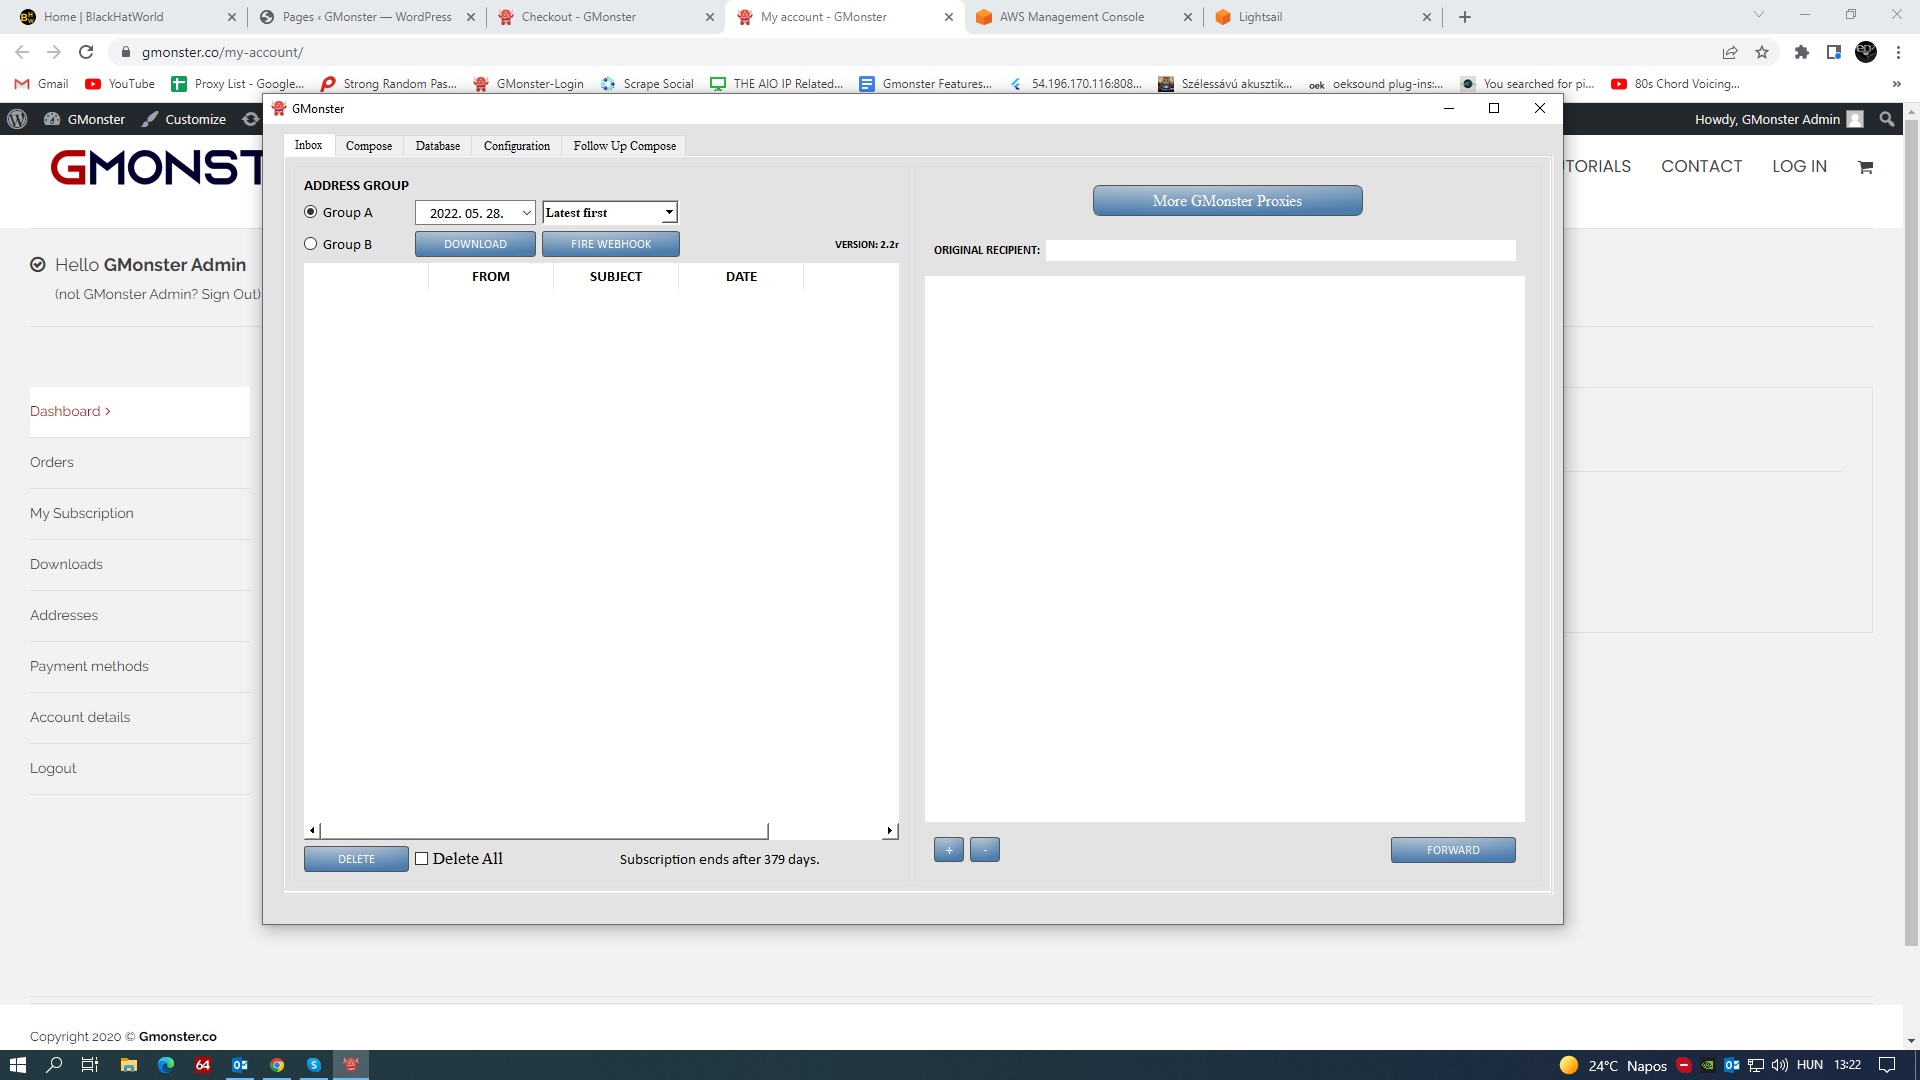 Home | BlackHatWorld
Pages ‹ GMonster — WordPress
Checkout - GMonster
My account - GMonster
AWS Management Console
Lightsail
gmonster.co/my-account/
Gmail
YouTube
Proxy List - Google...
Strong Random Pas...
GMonster-Login
Scrape Social
THE AIO IP Related...
Gmonster Features...
54.196.170.116:808...
Szélessávú akusztik...
oek
oeksound plug-ins:...
You searched for pi...
80s Chord Voicing...
»
GMonster
Customize
GMonster
Howdy, GMonster Admin
Inbox
Compose
Database
Configuration
Follow Up Compose
GMONST
TORIALS
CONTACT
LOG IN
ADDRESS GROUP
Group A
2022. 05. 28.
Latest first
More GMonster Proxies
Group B
DOWNLOAD
FIRE WEBHOOK
VERSION: 2.2r
ORIGINAL RECIPIENT:
Hello GMonster Admin
(not GMonster Admin? Sign Out)
FROM
SUBJECT
DATE
Dashboard >
Orders
My Subscription
Downloads
Addresses
Payment methods
Account details
Logout
+
-
FORWARD
DELETE
Delete All
Subscription ends after 379 days.
Copyright 2020 © Gmonster.co
64
24°C Napos
HUN
13:22